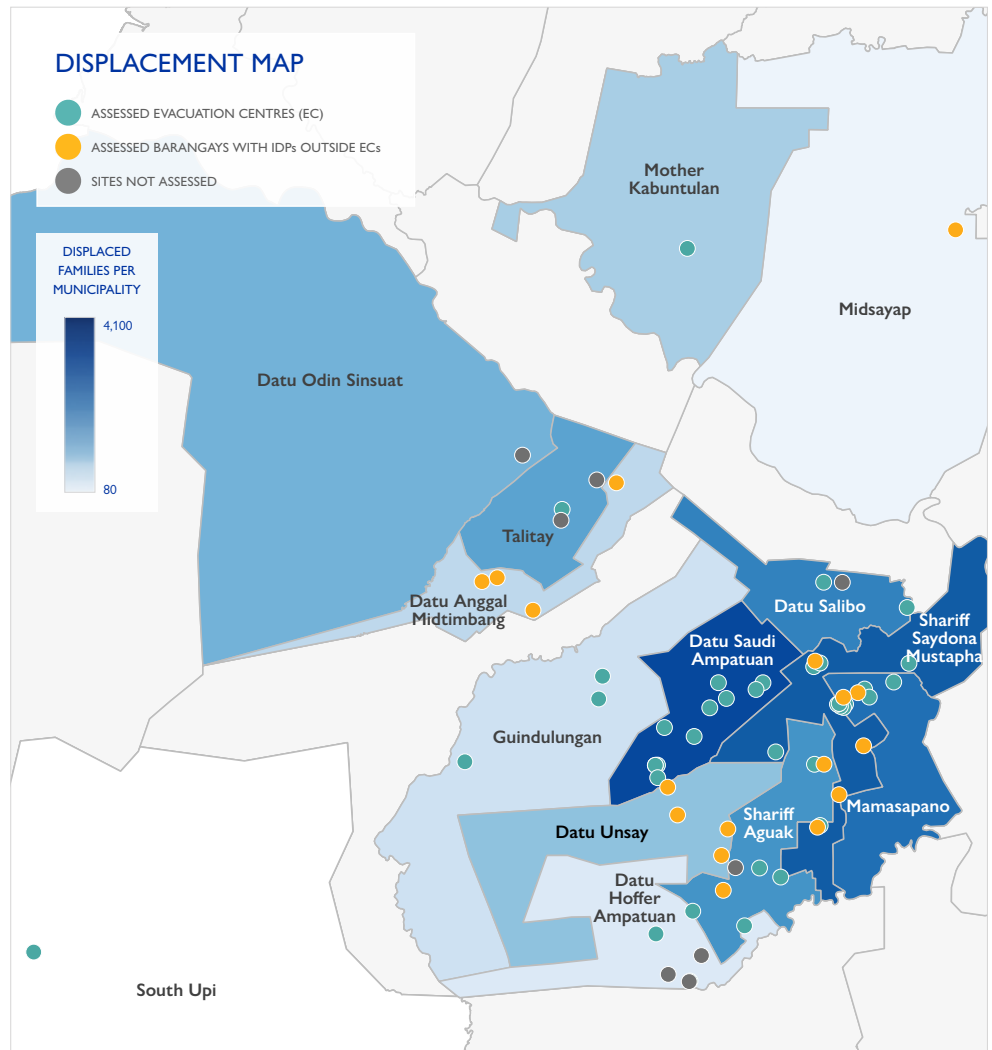 DISPLACEMENT MAP
ASSESSED EVACUATION CENTRES (EC)
ASSESSED BARANGAYS WITH IDPs OUTSIDE ECs
SITES NOT ASSESSED
DISPLACED
FAMILIES PER
MUNICIPALITY
4,100
80
Mother
Kabuntulan
Midsayap
Datu Odin Sinsuat
Talitay
Datu Anggal
Midtimbang
Datu Salibo
Shariff
Saydona
Mustapha
Datu Saudi
Ampatuan
Guindulungan
Mamasapano
Shariff
Aguak
Datu Unsay
Datu
Hoffer
Ampatuan
South Upi